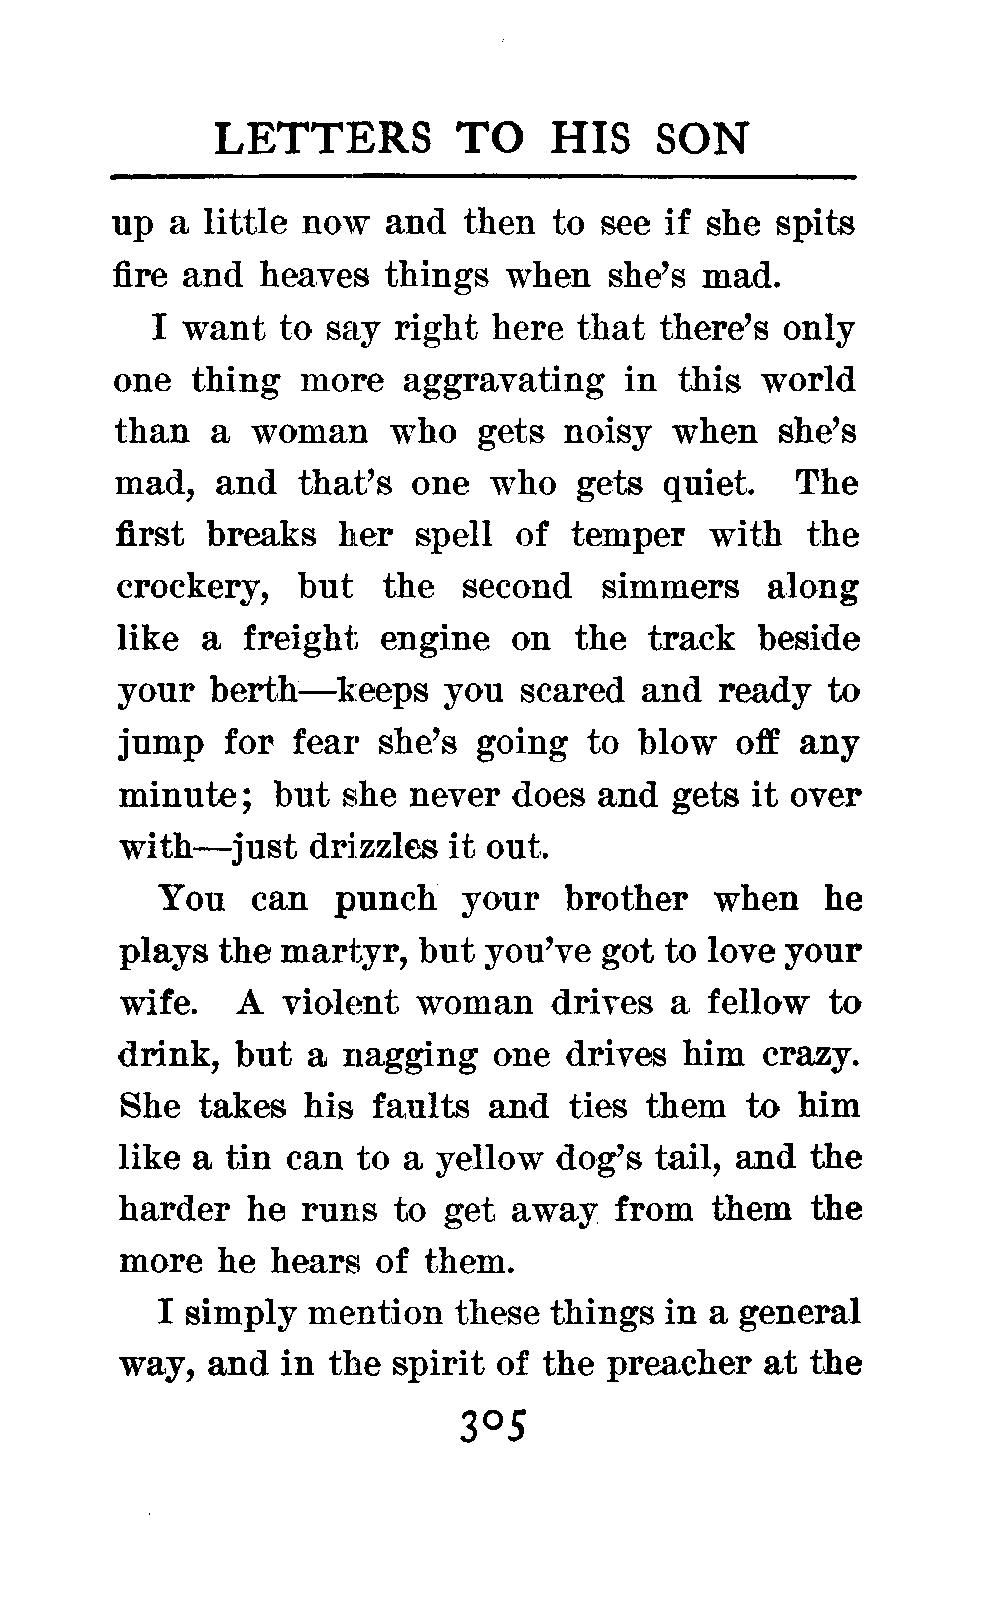 LETTERS TO HIS SON
up a little now and then to see if she spits
fire and heaves things when she's mad.
I want to say right here that there's only
one thing more aggravating in this world
than a woman who gets noisy when she's
mad, and that's one who gets quiet. The
first breaks her spell of temper with the
crockery, but the second simmers along
like a freight engine on the track beside
your berth—keeps you scared and ready to
jump for fear she's going to blow off any
minute; but she never does and gets it over
with—just drizzles it out.
You can punch your brother when he
plays the martyr, but you've got to love your
wife. A violent woman drives a fellow to
drink, but a nagging one drives him crazy.
She takes his faults and ties them to him
like a tin can to a yellow dog's tail, and the
harder he runs to get away from them the
more he hears of them.
I simply mention these things in a general
way, and in the spirit of the preacher at the
305